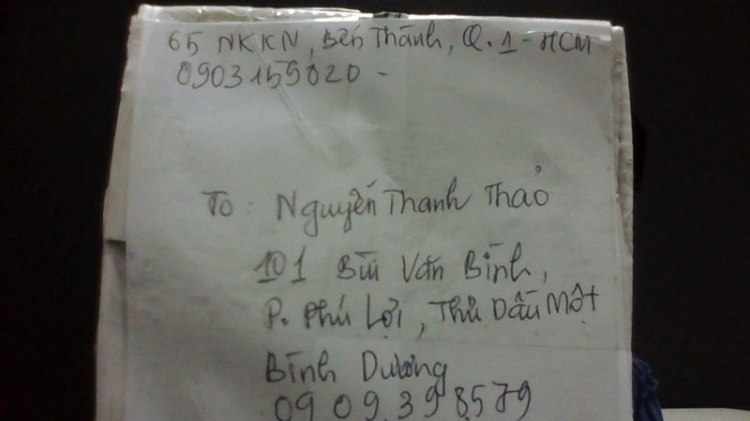 65 NKKN, Bến Thành, Q.1-HCM
0903159020-
To: Nguyễn Thanh Thảo
101 Bùi Văn Bình,
P. Phú Lợi, Thủ Dầu Một
Bình Dương
0909398579